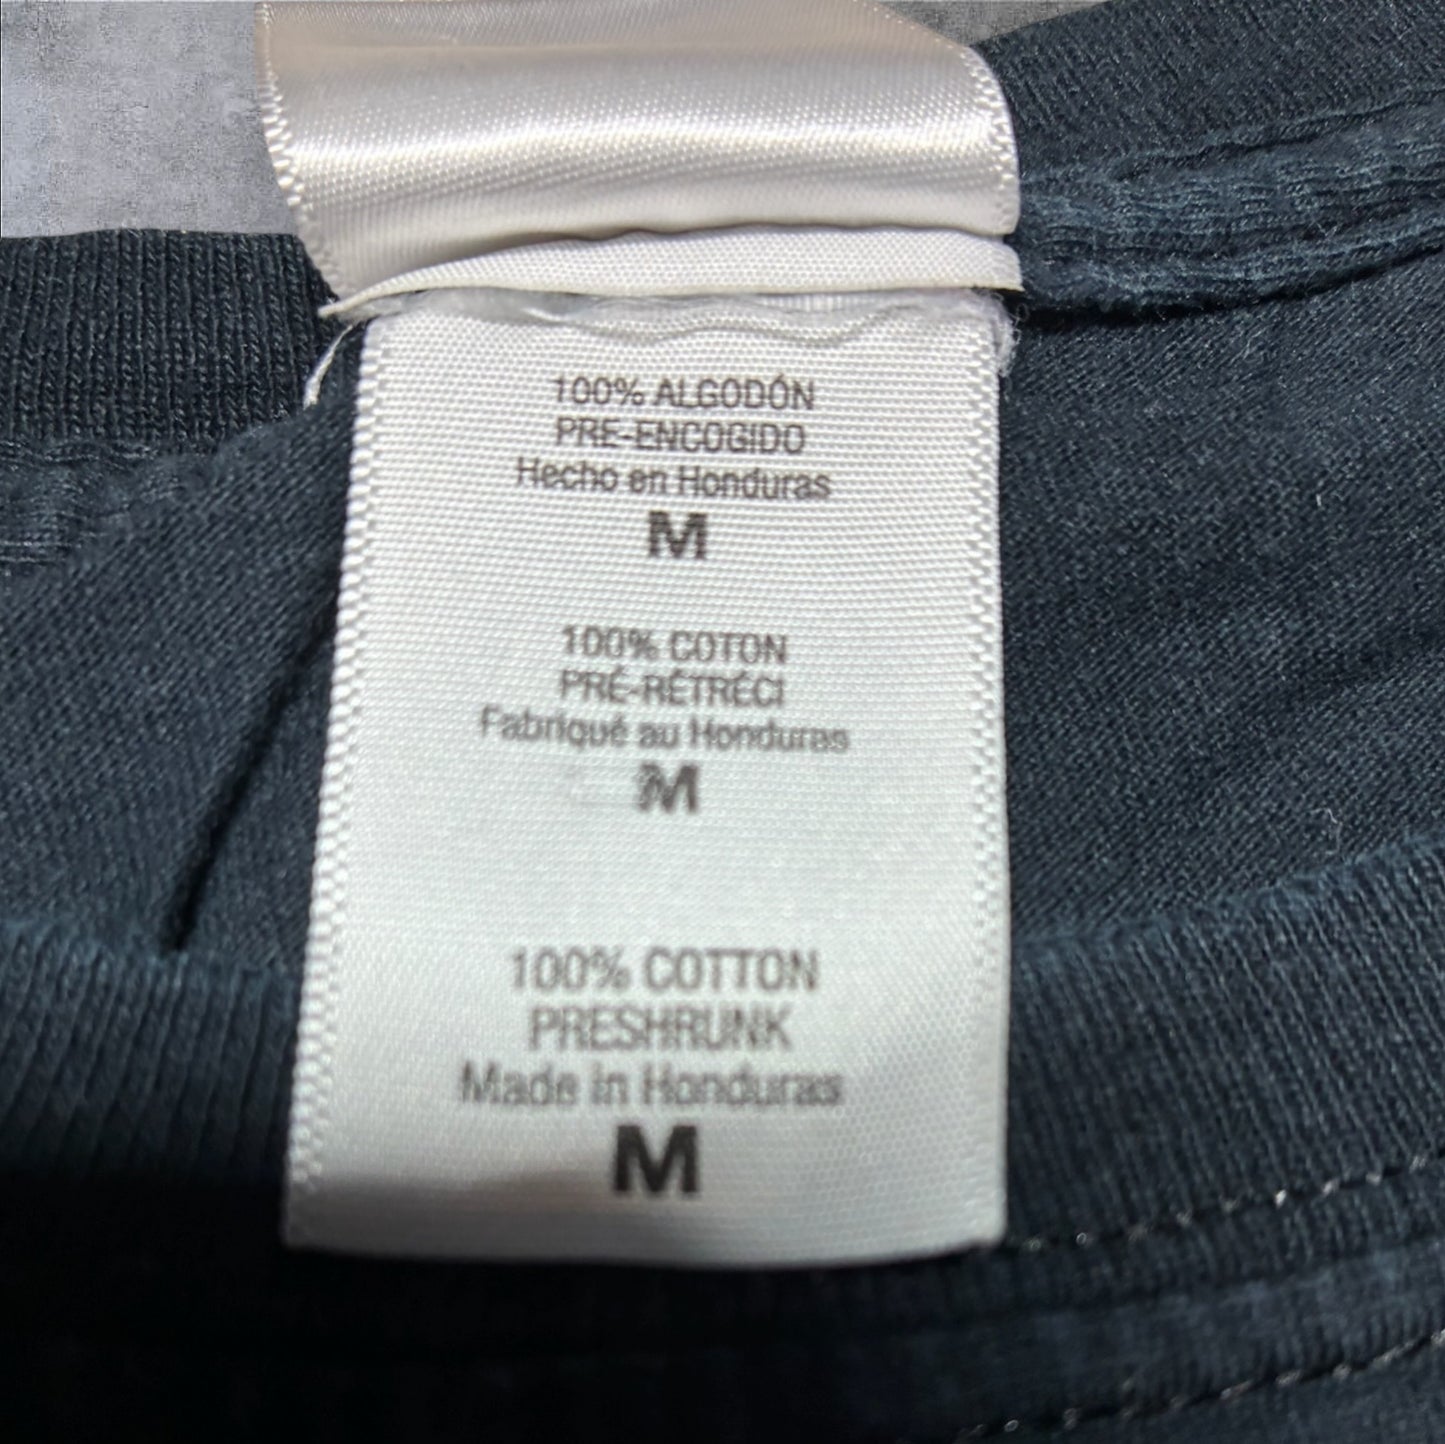 100% ALGODÓN
PRE-ENCOGIDO
Hecho en Honduras
M
100% COTON
PRÉ-RÉTRÉCI
Fabriqué au Honduras
M
100% COTTON
PRESHRUNK
Made in Honduras
M